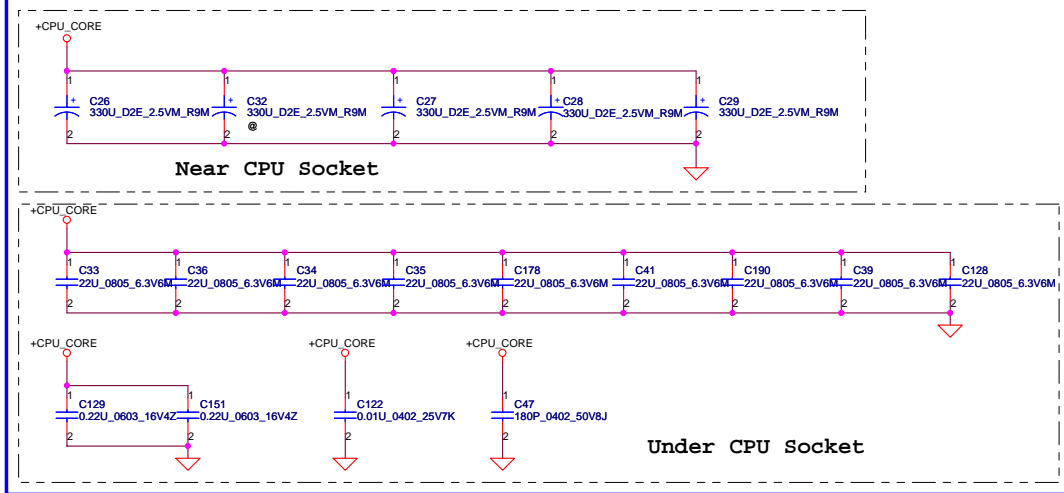 +CPU_CORE
1 1 1 1 1
+ C26 + C32 + C27 + C28 + C29
330U_D2E_2.5VM_R9M 330U_D2E_2.5VM_R9M 330U_D2E_2.5VM_R9M 330U_D2E_2.5VM_R9M 330U_D2E_2.5VM_R9M
@
2 2 2 2 2
Near CPU Socket
+CPU_CORE
1 1 1 1 1 1 1 1 1
C33 C36 C34 C35 C178 C41 C190 C39 C128
22U_0805_6.3V6M 22U_0805_6.3V6M 22U_0805_6.3V6M 22U_0805_6.3V6M 22U_0805_6.3V6M 22U_0805_6.3V6M 22U_0805_6.3V6M 22U_0805_6.3V6M 22U_0805_6.3V6M
2 2 2 2 2 2 2 2 2
+CPU_CORE +CPU_CORE +CPU_CORE
1 1 1 1
C129 C151 C122 C47
0.22U_0603_16V4Z 0.22U_0603_16V4Z 0.01U_0402_25V7K 180P_0402_50V8J
2 2 2 2
Under CPU Socket